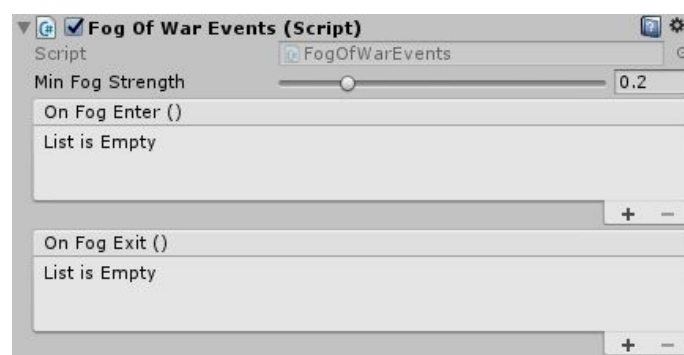 Fog Of War Events (Script)
Script FogOfWarEvents
Min Fog Strength 0.2
On Fog Enter ()
List is Empty
+ −
On Fog Exit ()
List is Empty
+ −